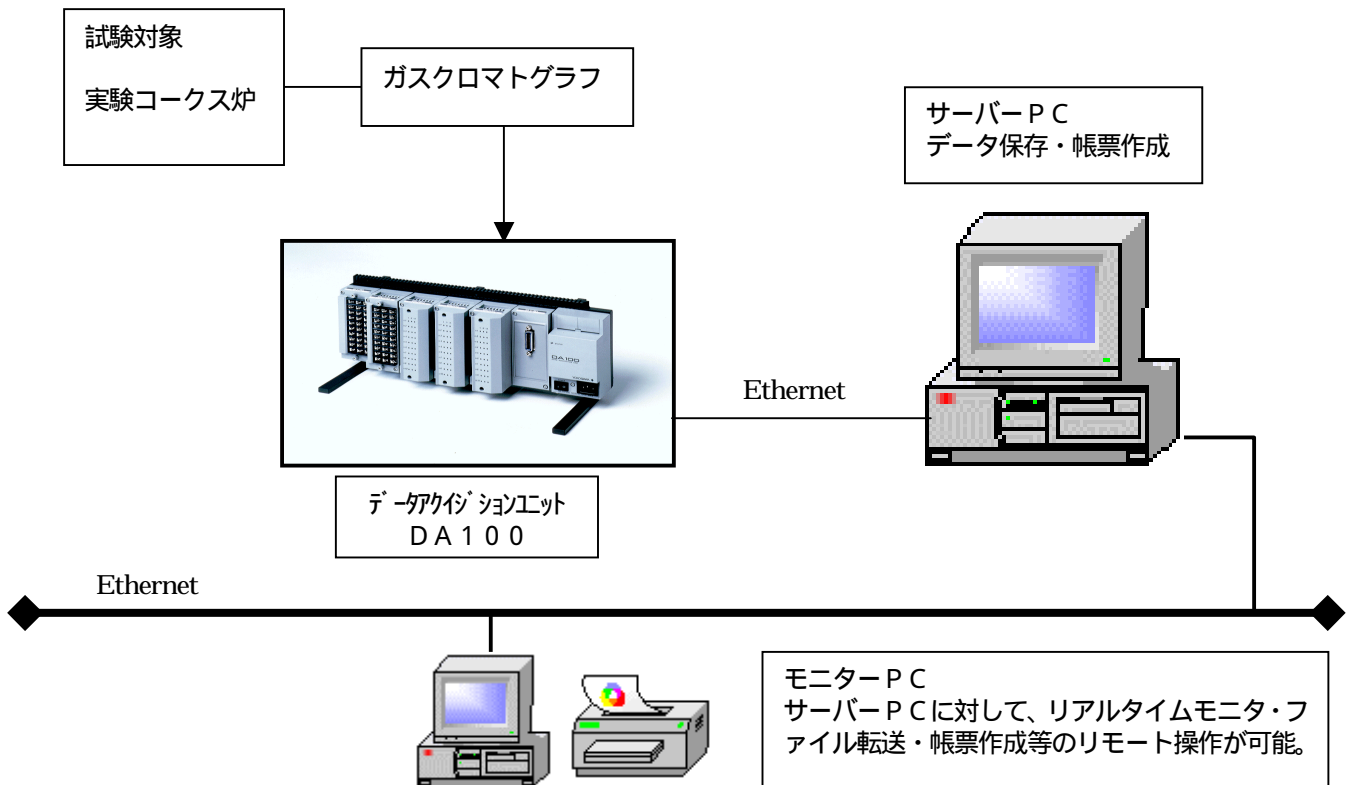 試験対象
実験コークス炉
ガスクロマトグラフ
サーバーＰＣ
データ保存・帳票作成
DA100
Ethernet
ﾃﾞｰﾀｱｸｲｼﾞｼｮﾝﾕﾆｯﾄ
ＤＡ１００
Ethernet
モニターＰＣ
サーバーＰＣに対して、リアルタイムモニタ・フ
ァイル転送・帳票作成等のリモート操作が可能。